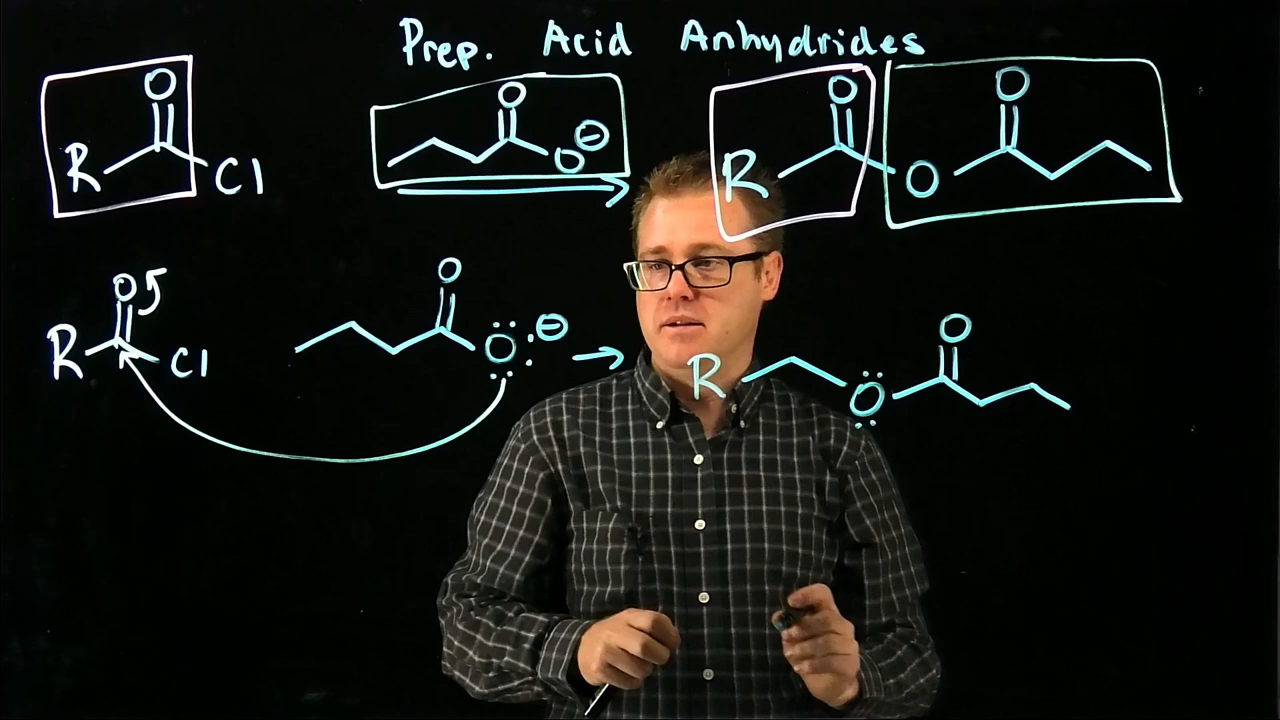 Prep. Acid Anhydrides
R O Cl
O O ⊖
R O O O
R O Cl
O O ⊖
R O O